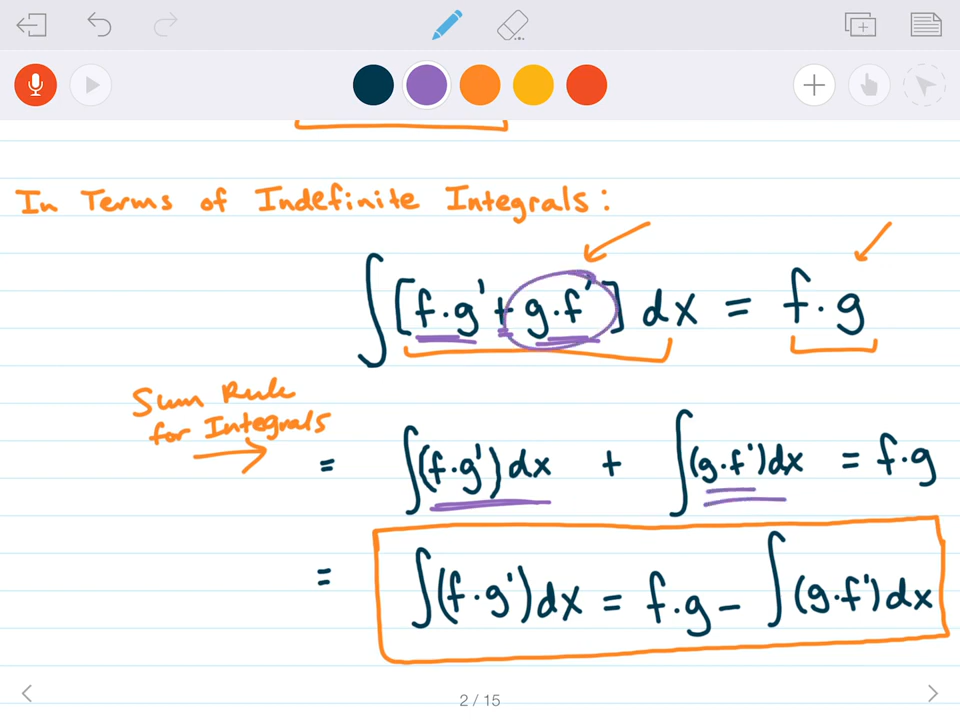 In Terms of Indefinite Integrals:
∫[f·g' + g·f'] dx = f·g
Sum Rule
for Integrals
= ∫(f·g')dx + ∫(g·f')dx = f·g
= ∫(f·g')dx = f·g - ∫(g·f')dx
2 / 15